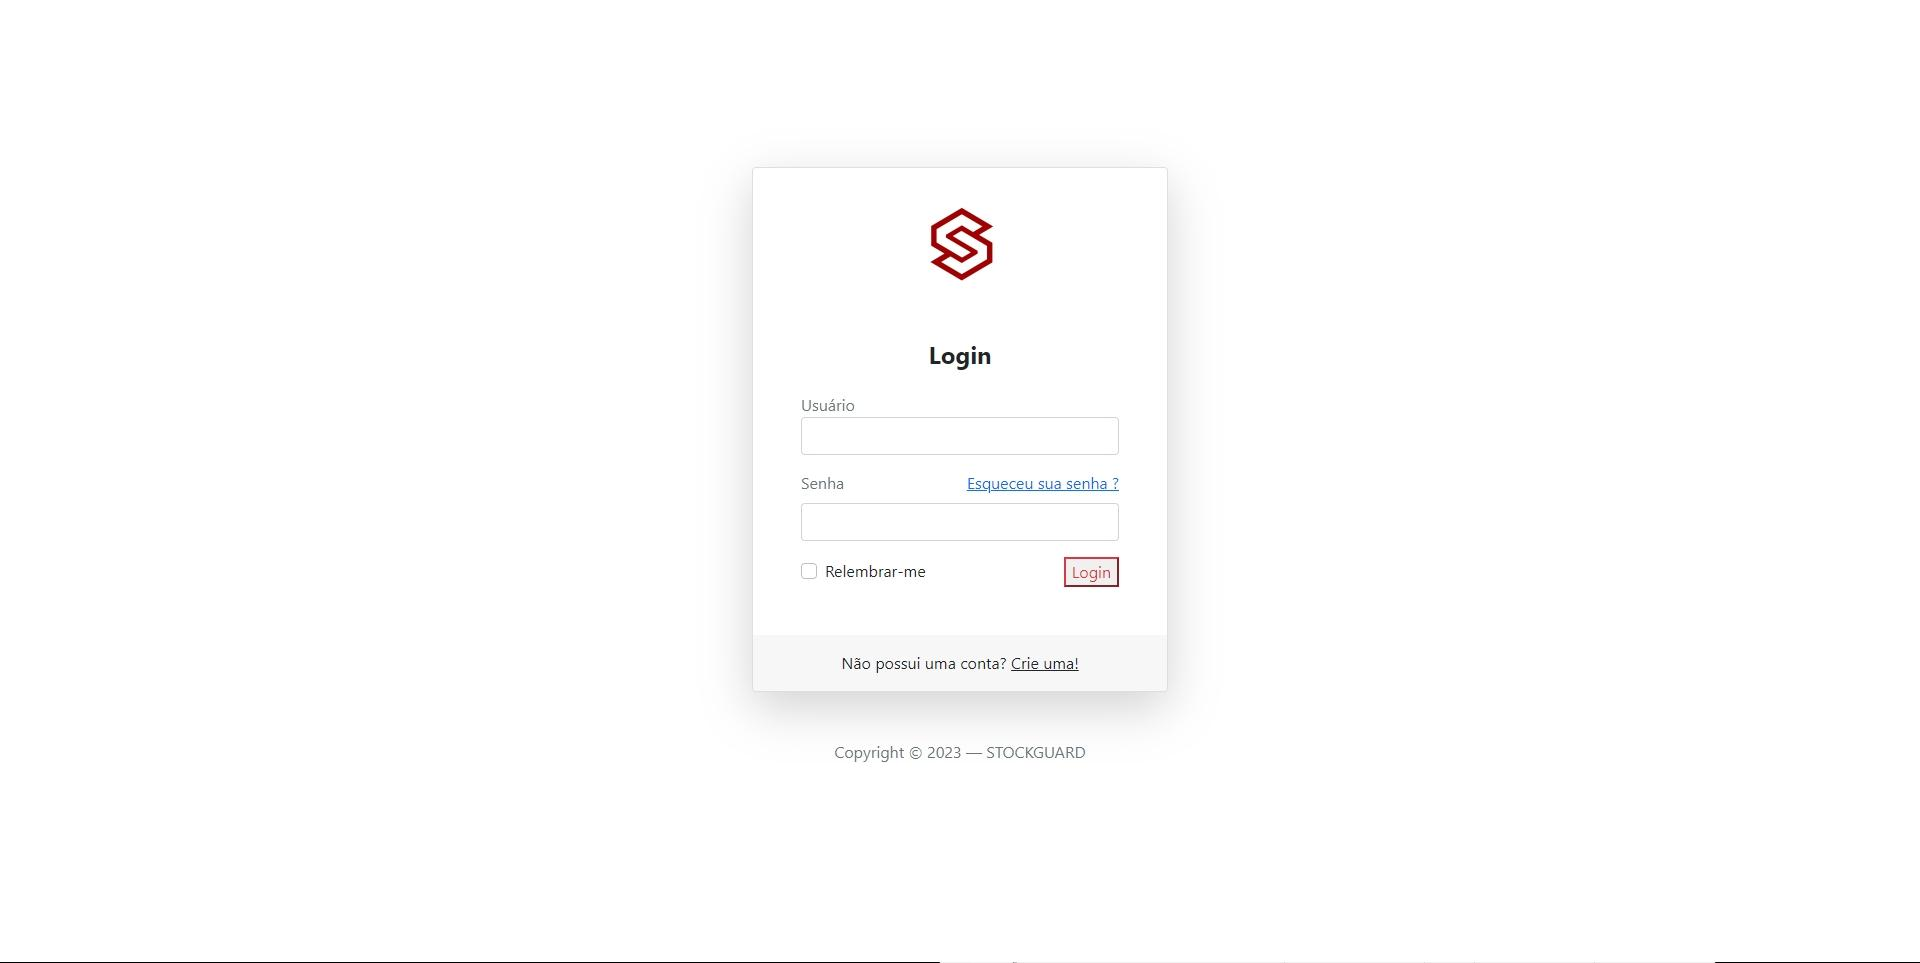 Login
Usuário
Senha Esqueceu sua senha ?
Relembrar-me Login
Não possui uma conta? Crie uma!
Copyright © 2023 — STOCKGUARD